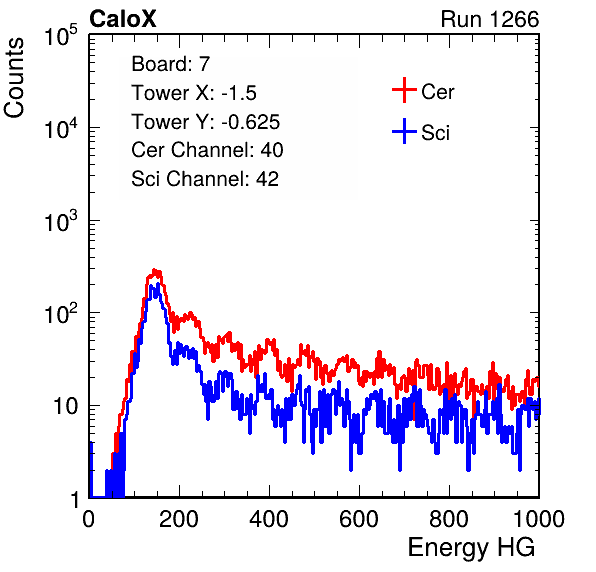 CaloX Run 1266
Counts
Board: 7
Tower X: -1.5
Tower Y: -0.625
Cer Channel: 40
Sci Channel: 42
Cer
Sci
10^5
10^4
10^3
10^2
10
1
0 200 400 600 800 1000
Energy HG